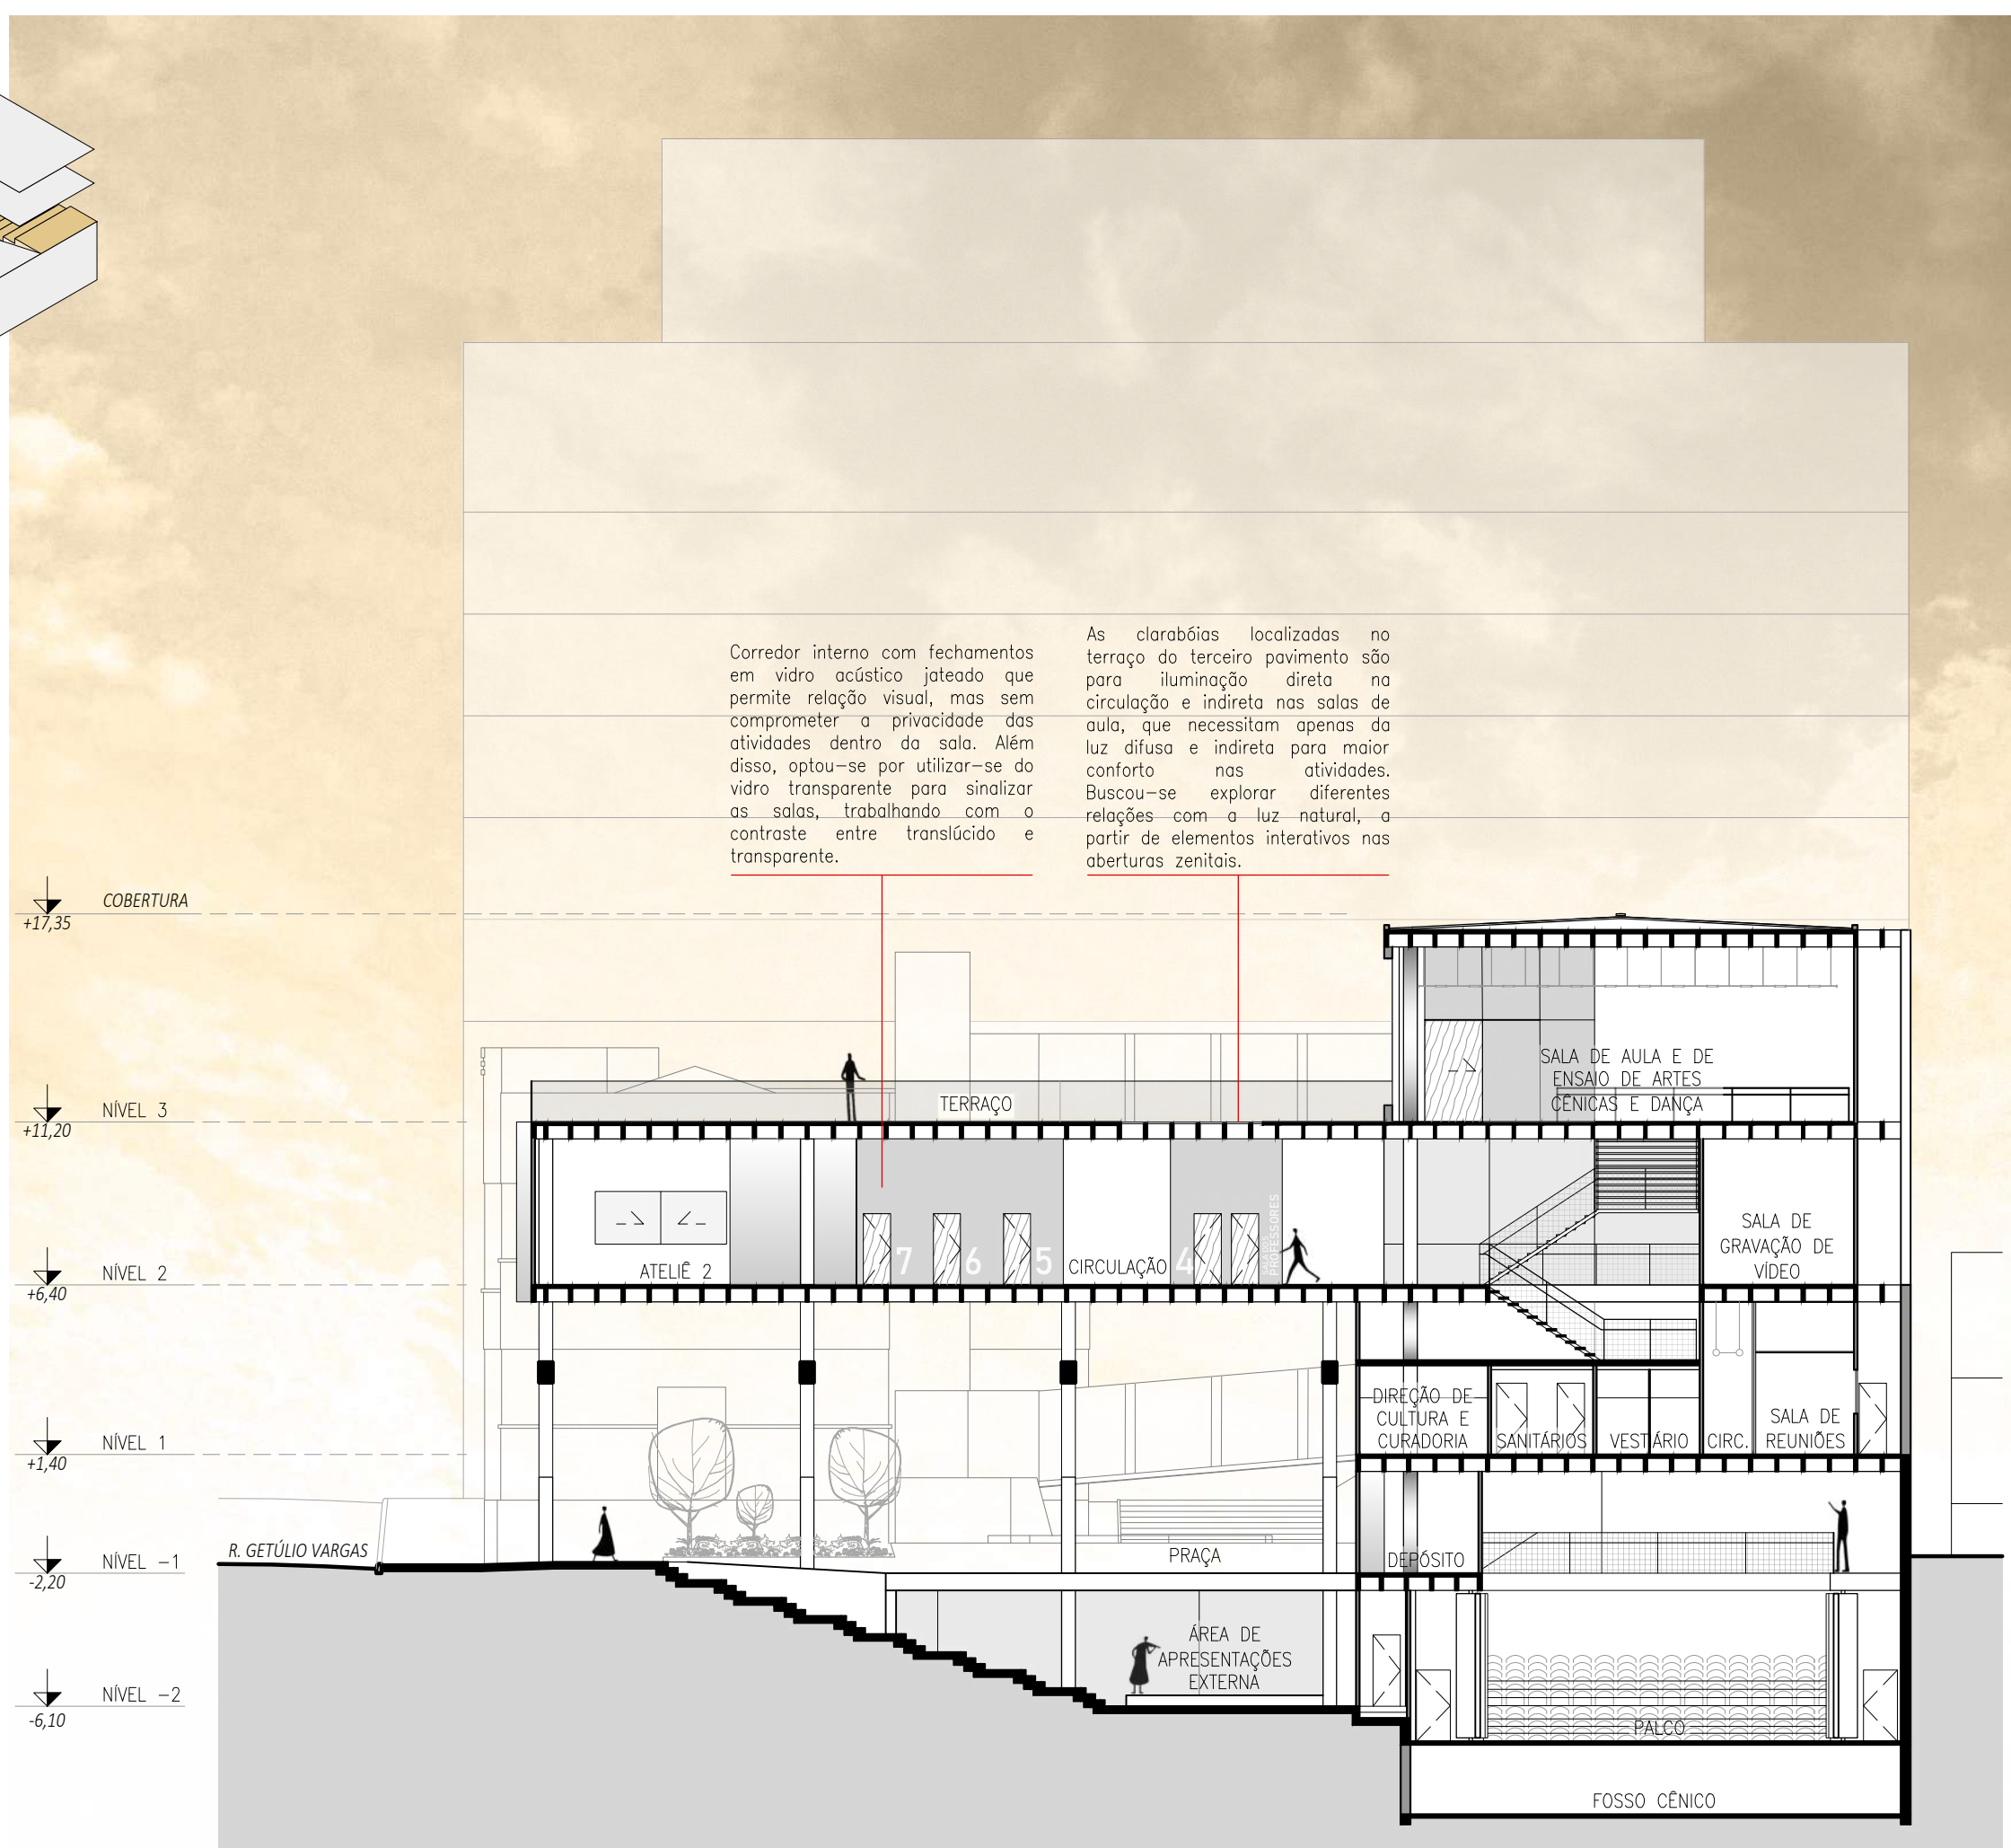 Corredor interno com fechamentos
em vidro acústico jateado que
permite relação visual, mas sem
comprometer a privacidade das
atividades dentro da sala. Além
disso, optou-se por utilizar-se do
vidro transparente para sinalizar
as salas, trabalhando com o
contraste entre translúcido e
transparente.
As clarabóias localizadas no
terraço do terceiro pavimento são
para iluminação direta na
circulação e indireta nas salas de
aula, que necessitam apenas da
luz difusa e indireta para maior
conforto nas atividades.
Buscou-se explorar diferentes
relações com a luz natural, a
partir de elementos interativos nas
aberturas zenitais.
COBERTURA
+17,35
SALA DE AULA E DE
ENSAIO DE ARTES
CÊNICAS E DANÇA
TERRAÇO
NÍVEL 3
+11,20
SALA DE
GRAVAÇÃO DE
VÍDEO
ATELIÊ 2
7
6
5
CIRCULAÇÃO
4
PROFESSORES
NÍVEL 2
+6,40
DIREÇÃO DE
CULTURA E
CURADORIA
SANITÁRIOS
VESTIÁRIO
CIRC.
SALA DE
REUNIÕES
NÍVEL 1
+1,40
R. GETÚLIO VARGAS
PRAÇA
DEPÓSITO
NÍVEL -1
-2,20
ÁREA DE
APRESENTAÇÕES
EXTERNA
NÍVEL -2
-6,10
PALCO
FOSSO CÊNICO